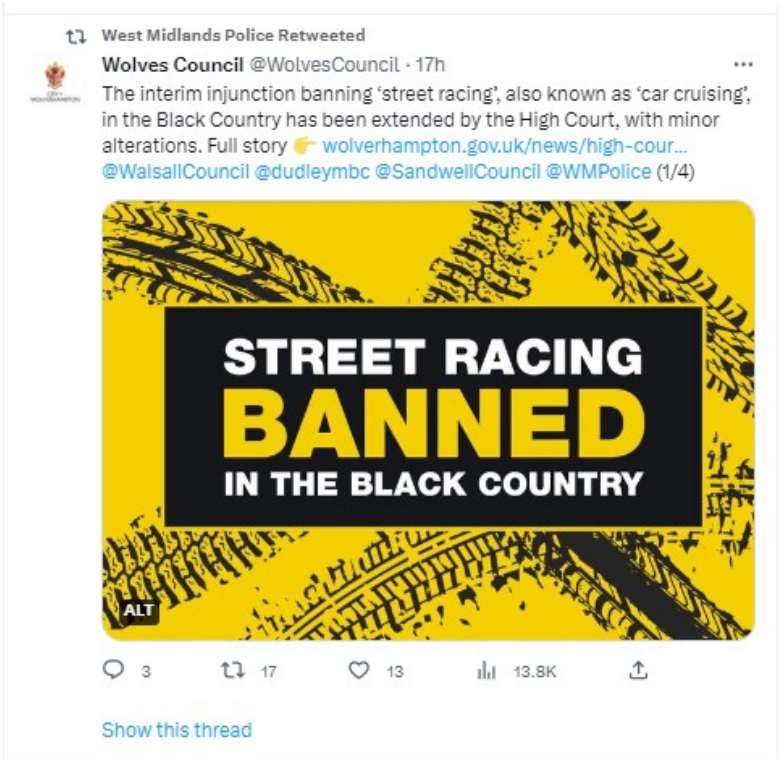 West Midlands Police Retweeted
Wolves Council @WolvesCouncil · 17h
The interim injunction banning ‘street racing’, also known as ‘car cruising’,
in the Black Country has been extended by the High Court, with minor
alterations. Full story 👉 wolverhampton.gov.uk/news/high-cour...
@WalsallCouncil @dudleymbc @SandwellCouncil @WMPolice (1/4)
STREET RACING
BANNED
IN THE BLACK COUNTRY
ALT
3 17 13 13.8K
Show this thread